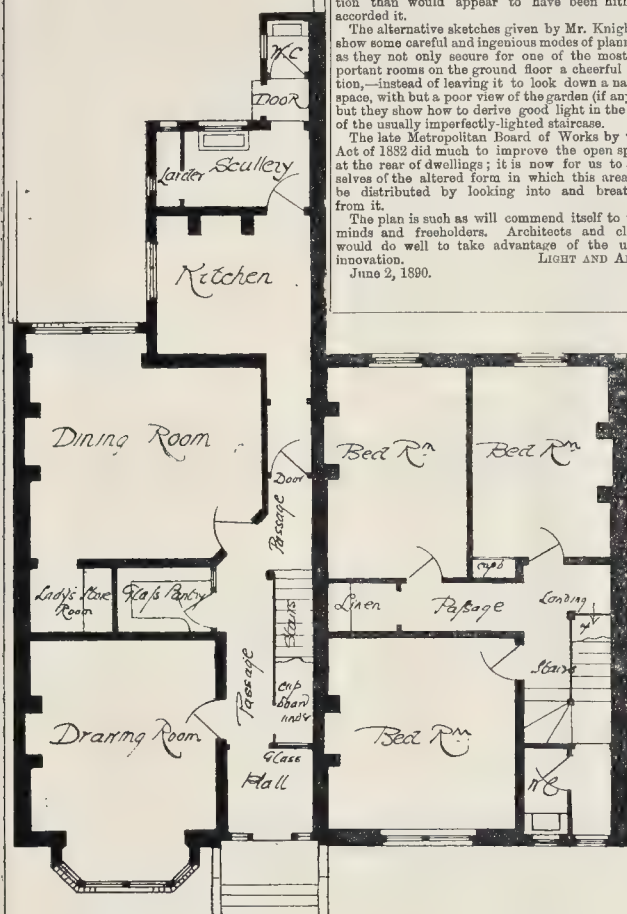 tion than would appear to have been hith
accorded it.
The alternative sketches given by Mr. Knigh
show some careful and ingenious modes of plann
as they not only secure for one of the most
portant rooms on the ground floor a cheerful
tion,—instead of leaving it to look down a na
space, with but a poor view of the garden (if any
but they show how to derive good light in the
of the usually imperfectly-lighted staircase.
The late Metropolitan Board of Works by
Act of 1882 did much to improve the open sp
at the rear of dwellings; it is now for us to
selves of the altered form in which this area
be distributed by looking into and breat
from it.
The plan is such as will commend itself to
minds and freeholders. Architects and cl
would do well to take advantage of the u
innovation. LIGHT AND A
June 2, 1890.
W.C
Door
Larder
Scullery
Kitchen
Dining Room
Door
Passage
Lady's Store
Room
Glass Pantry
Stairs
Passage
Cup
board
under
Drawing Room
Glass
Hall
Bed Rm
Bed Rm
Cupd
Linen
Passage
Landing
Stairs
Bed Rm
W.C